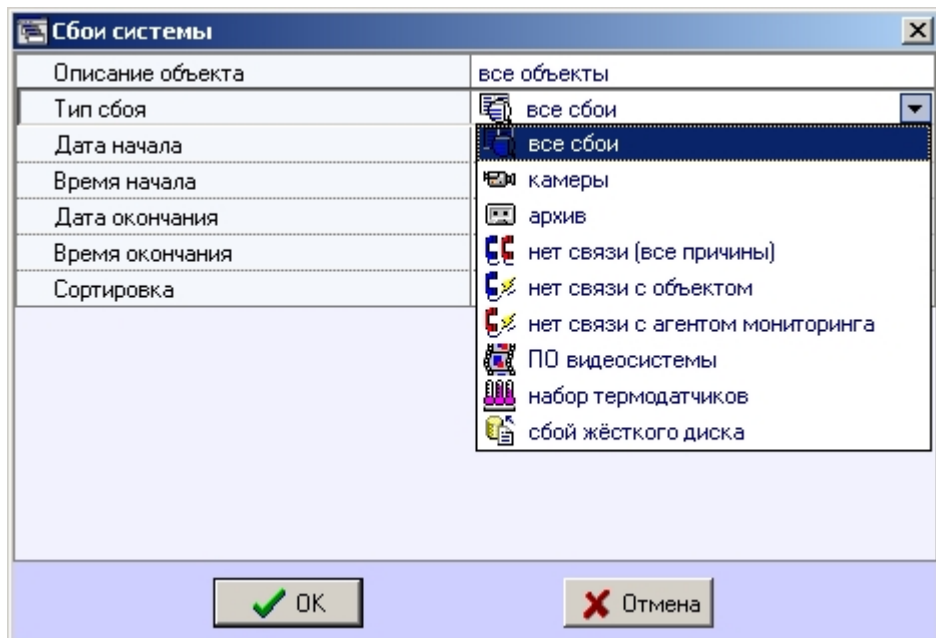 Сбои системы
Описание объекта все объекты
Тип сбоя все сбои
Дата начала все сбои
Время начала камеры
Дата окончания архив
Время окончания нет связи (все причины)
Сортировка нет связи с объектом
нет связи с агентом мониторинга
ПО видеосистемы
набор термодатчиков
сбой жёсткого диска
OK Отмена